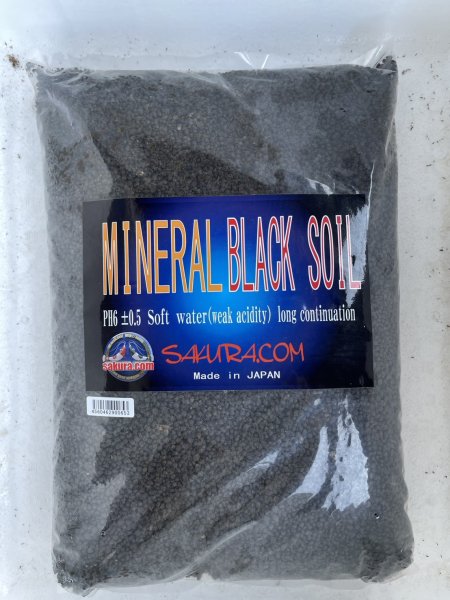 MINERAL BLACK SOIL
PH6 ±0.5 Soft water(weak acidity) long continuation
SAKURA.COM
sakura.com
Made in JAPAN
4560462905653